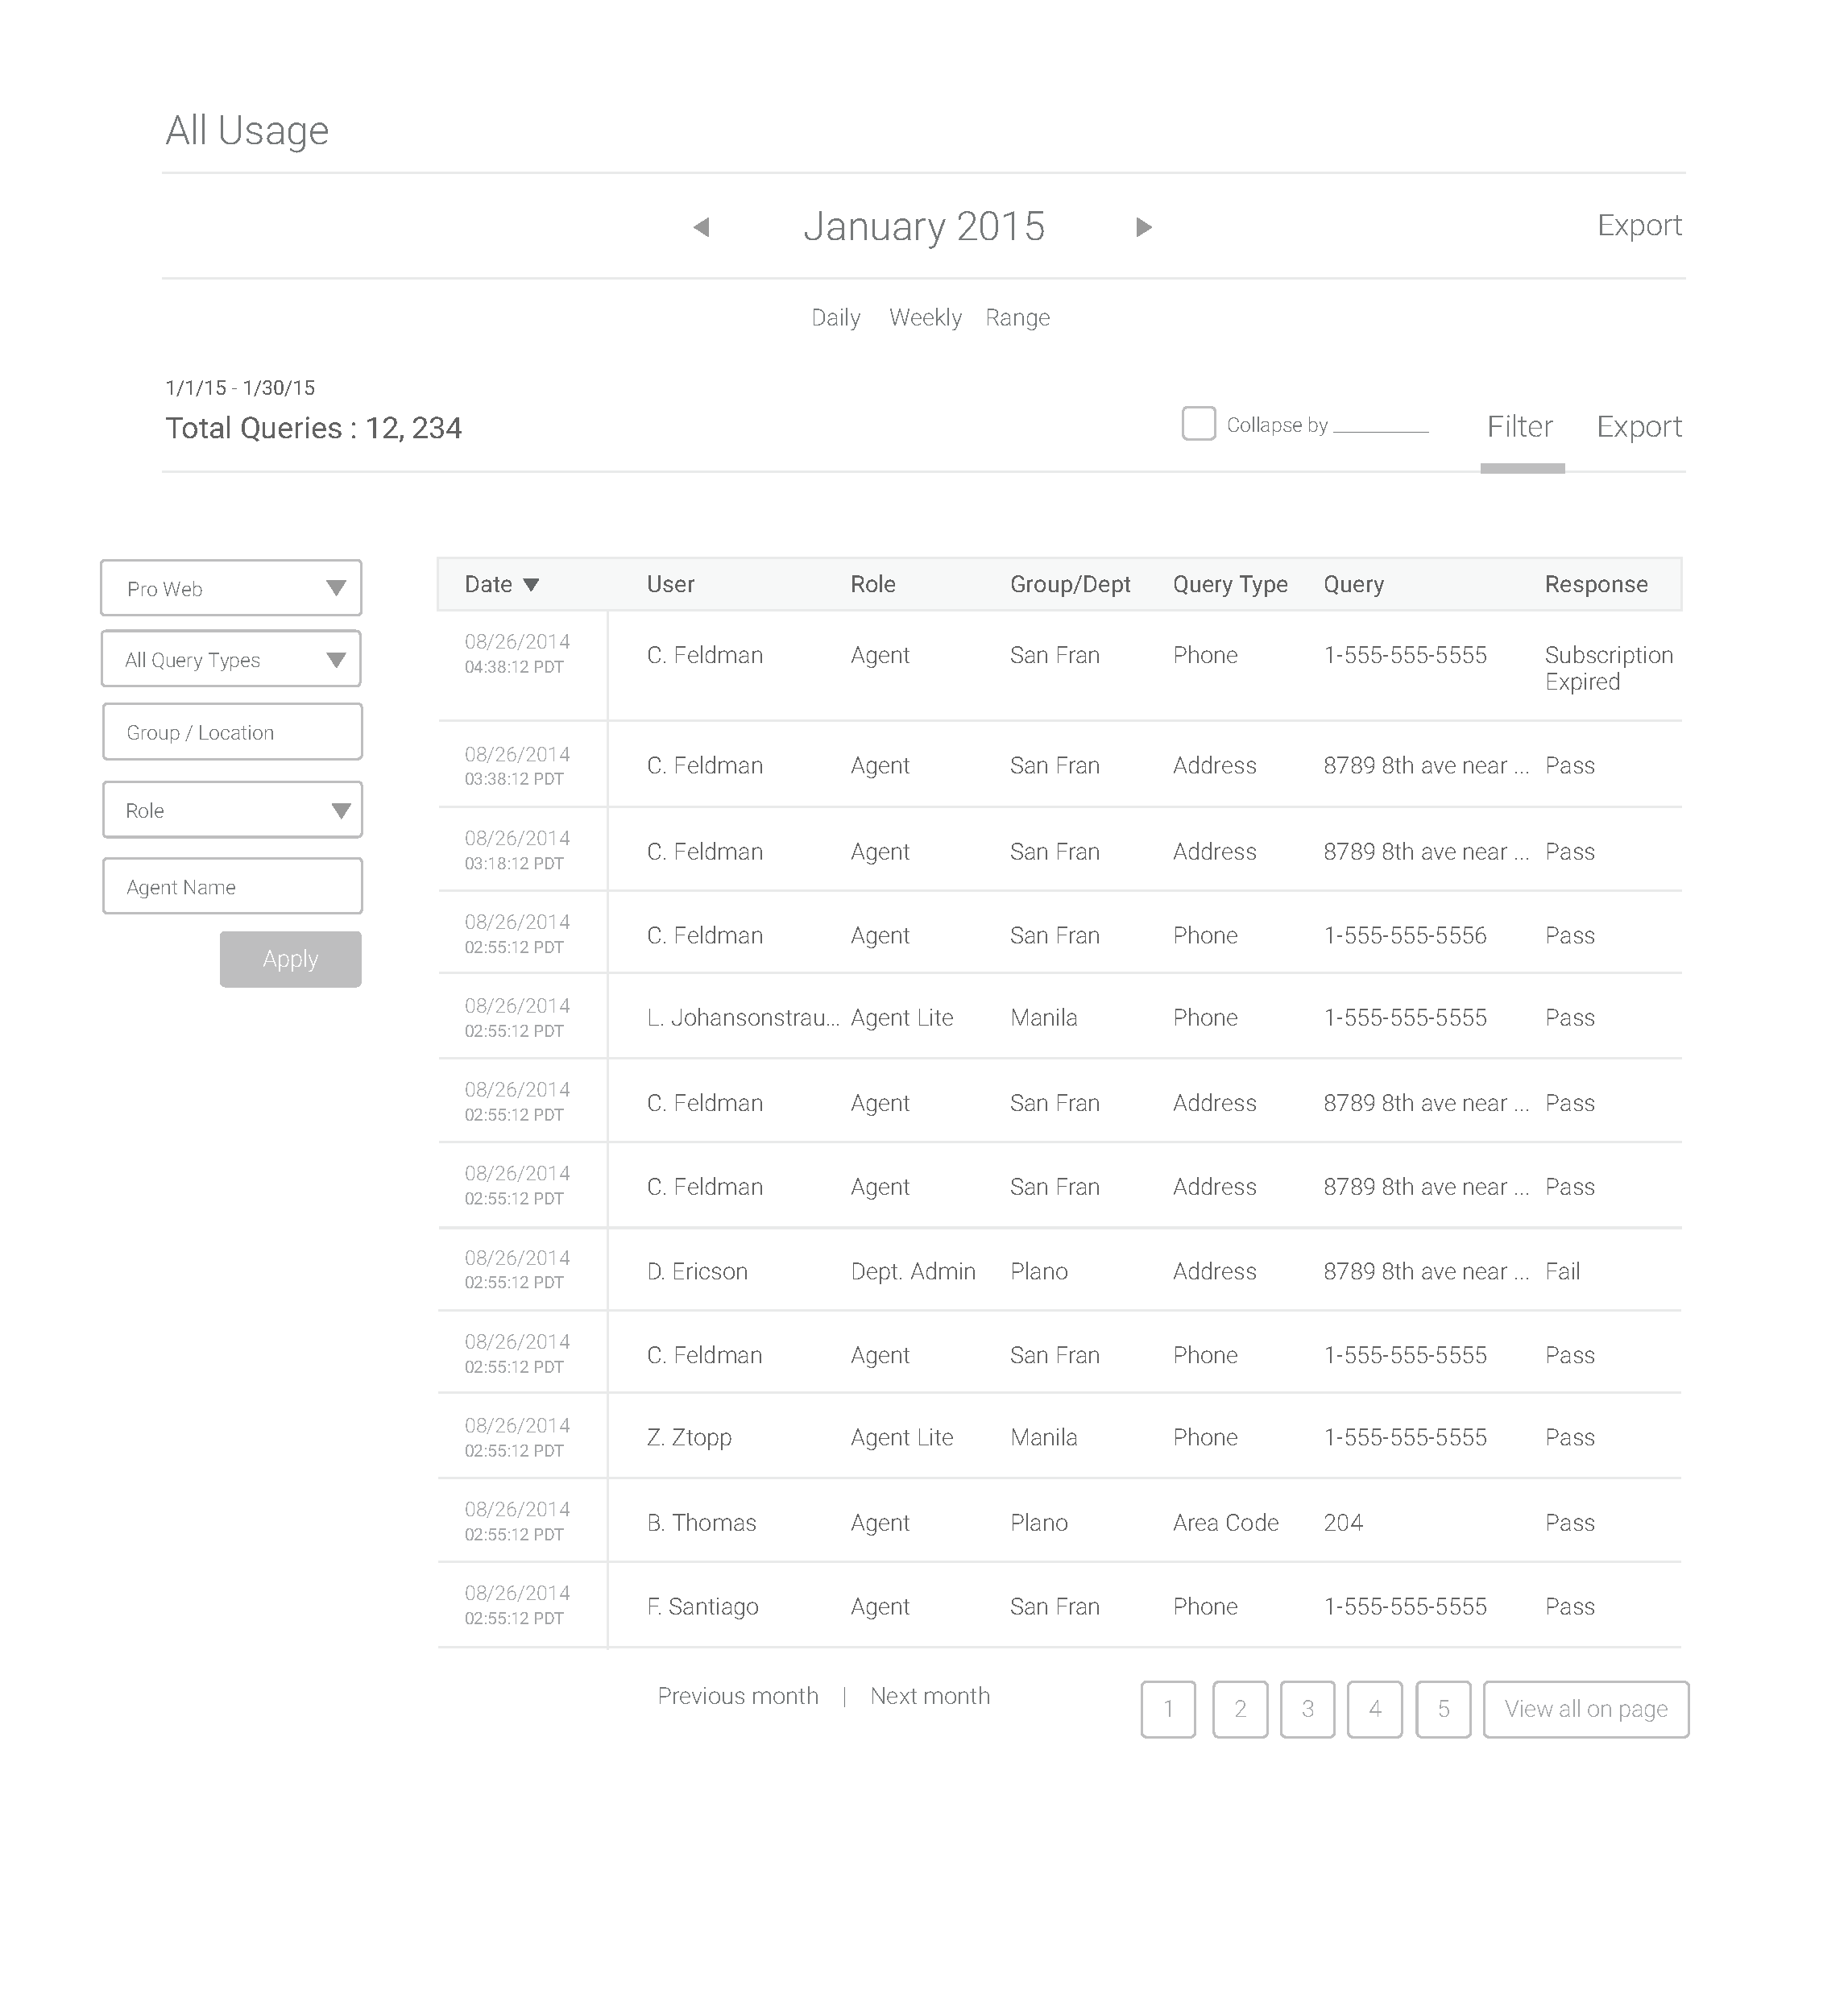 All Usage
January 2015
Export
Daily Weekly Range
1/1/15 - 1/30/15
Total Queries : 12, 234
Collapse by
Filter Export
Pro Web
All Query Types
Group / Location
Role
Agent Name
Apply
Date User Role Group/Dept Query Type Query Response
08/26/2014
04:38:12 PDT
C. Feldman Agent San Fran Phone 1-555-555-5555 Subscription
Expired
08/26/2014
03:38:12 PDT
C. Feldman Agent San Fran Address 8789 8th ave near ... Pass
08/26/2014
03:18:12 PDT
C. Feldman Agent San Fran Address 8789 8th ave near ... Pass
08/26/2014
02:55:12 PDT
C. Feldman Agent San Fran Phone 1-555-555-5556 Pass
08/26/2014
02:55:12 PDT
L. Johansonstrau... Agent Lite Manila Phone 1-555-555-5555 Pass
08/26/2014
02:55:12 PDT
C. Feldman Agent San Fran Address 8789 8th ave near ... Pass
08/26/2014
02:55:12 PDT
C. Feldman Agent San Fran Address 8789 8th ave near ... Pass
08/26/2014
02:55:12 PDT
D. Ericson Dept. Admin Plano Address 8789 8th ave near ... Fail
08/26/2014
02:55:12 PDT
C. Feldman Agent San Fran Phone 1-555-555-5555 Pass
08/26/2014
02:55:12 PDT
Z. Ztopp Agent Lite Manila Phone 1-555-555-5555 Pass
08/26/2014
02:55:12 PDT
B. Thomas Agent Plano Area Code 204 Pass
08/26/2014
02:55:12 PDT
F. Santiago Agent San Fran Phone 1-555-555-5555 Pass
Previous month | Next month
1 2 3 4 5 View all on page